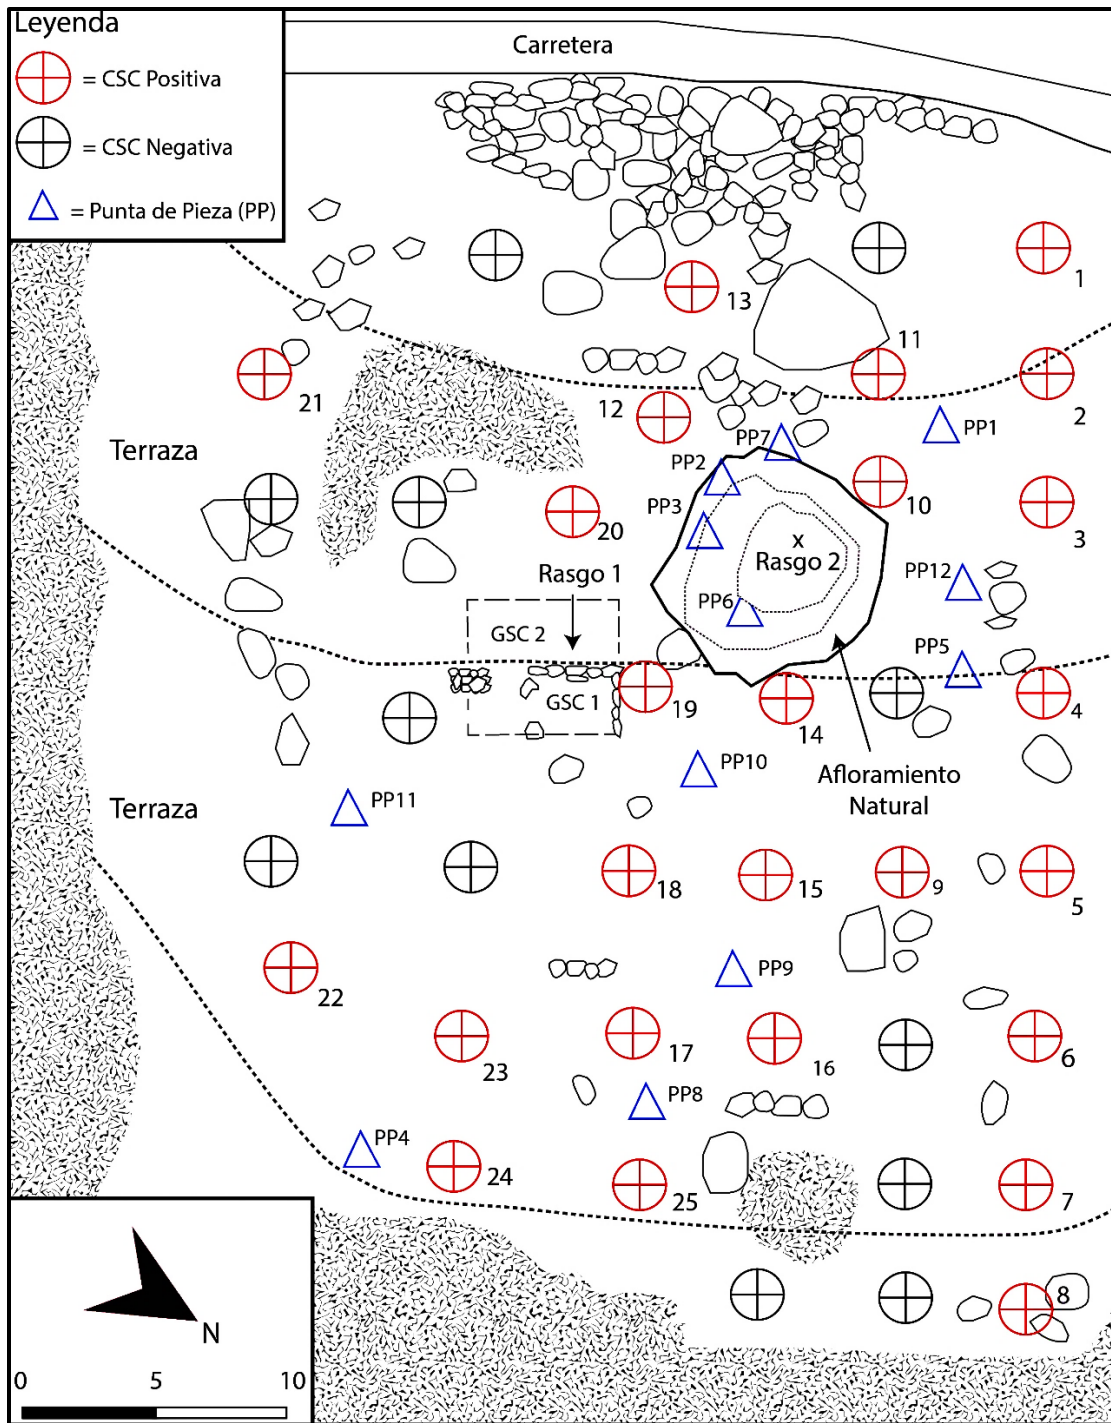 Leyenda
= CSC Positiva
= CSC Negativa
= Punta de Pieza (PP)
Carretera
1
13
11
2
21
12
PP1
PP7
Terraza
PP2
10
PP3
3
20
x
Rasgo 2
Rasgo 1
PP12
PP6
GSC 2
PP5
GSC 1
19
14
4
PP10
Afloramiento
Natural
PP11
Terraza
18
15
9
5
PP9
22
17
16
6
23
PP8
PP4
24
25
7
8
N
0 5 10